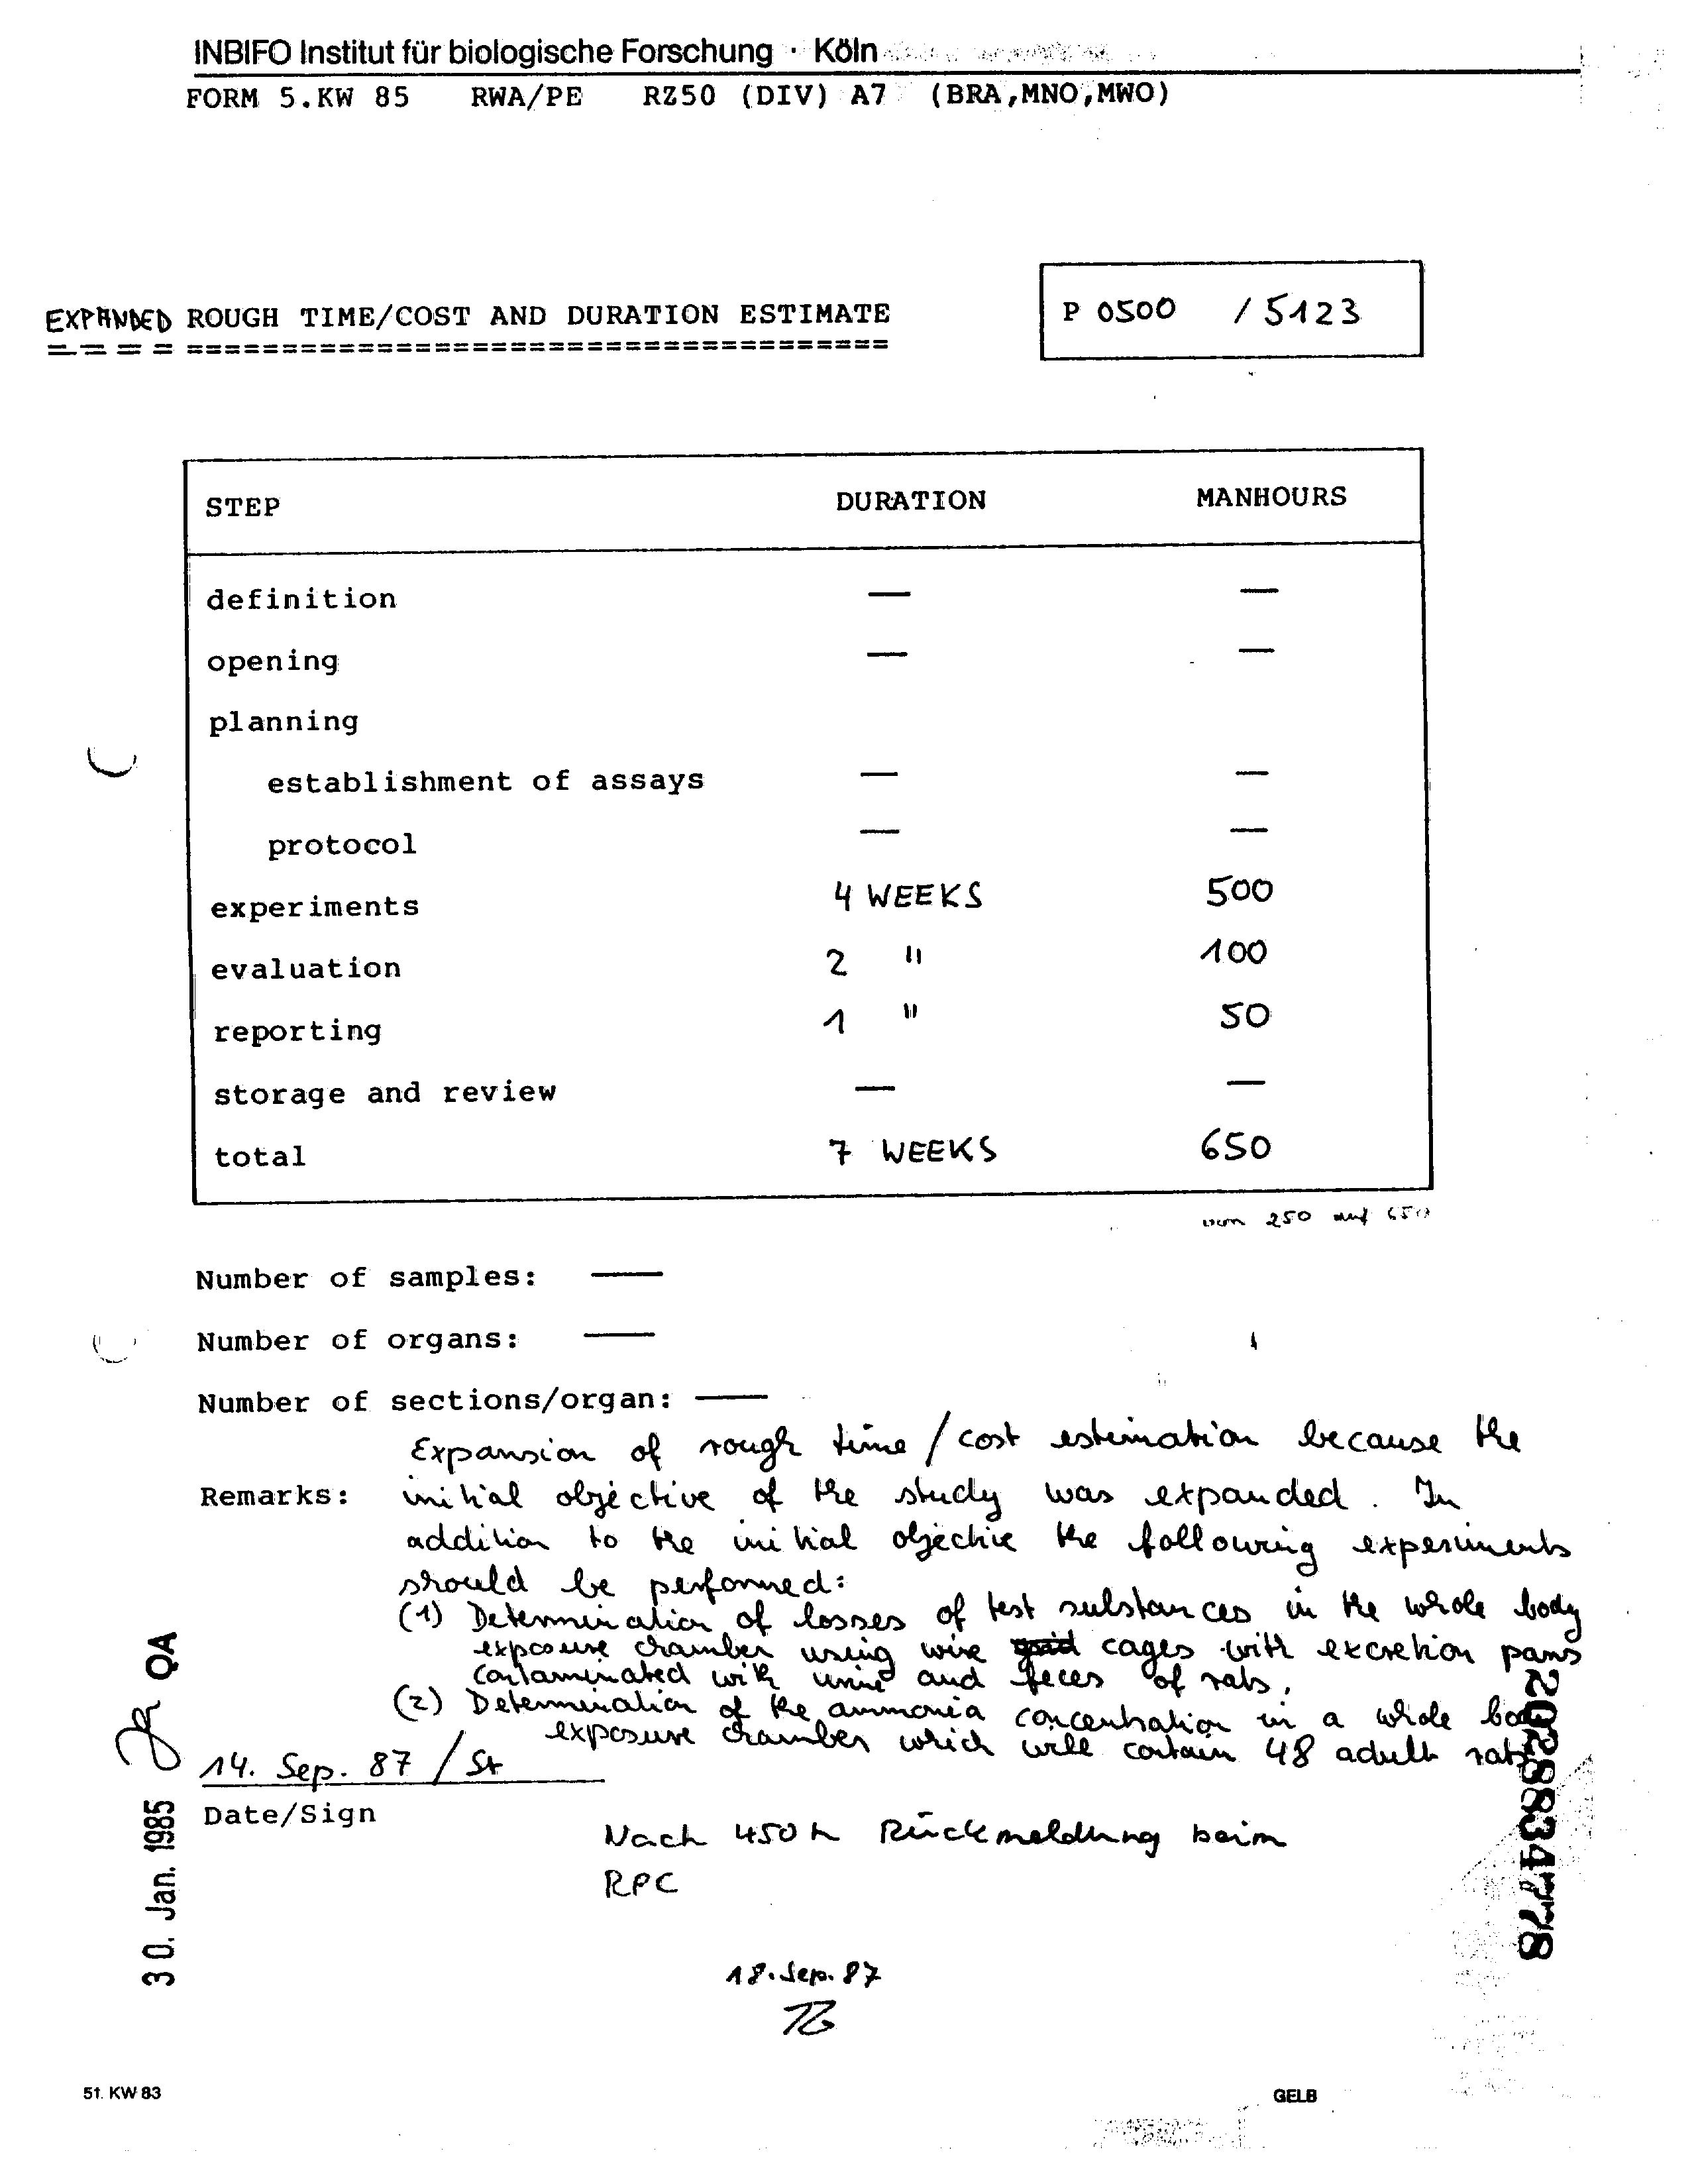 INBIFO Institut für biologische Forschung · Köln
FORM 5.KW 85 RWA/PE RZ50 (DIV) A7 (BRA,MNO,MWO)
EXPANDED ROUGH TIME/COST AND DURATION ESTIMATE
P 0500 / 5123
STEP DURATION MANHOURS
definition — —
opening — —
planning
establishment of assays — —
protocol — —
experiments 4 WEEKS 500
evaluation 2 " 100
reporting 1 " 50
storage and review — —
total 7 WEEKS 650
von 250 auf 650
Number of samples: —
Number of organs: —
Number of sections/organ: —
Expansion of rough time / cost estimation because the
Remarks: initial objective of the study was expanded. In
addition to the initial objective the following experiments
should be performed:
(1) Determination of losses of test substances in the whole body
exposure chamber using wire cages with excretion pans
contaminated with urine and feces of rats.
(2) Determination of the ammonia concentration in a whole body
exposure chamber which will contain 48 adult rats
14. Sep. 87 / St
Date/Sign
Nach 450 h Rückmeldung beim
RPC
18. Sep. 87
30. Jan. 1985 QA
2028834778
51. KW 83
GELB